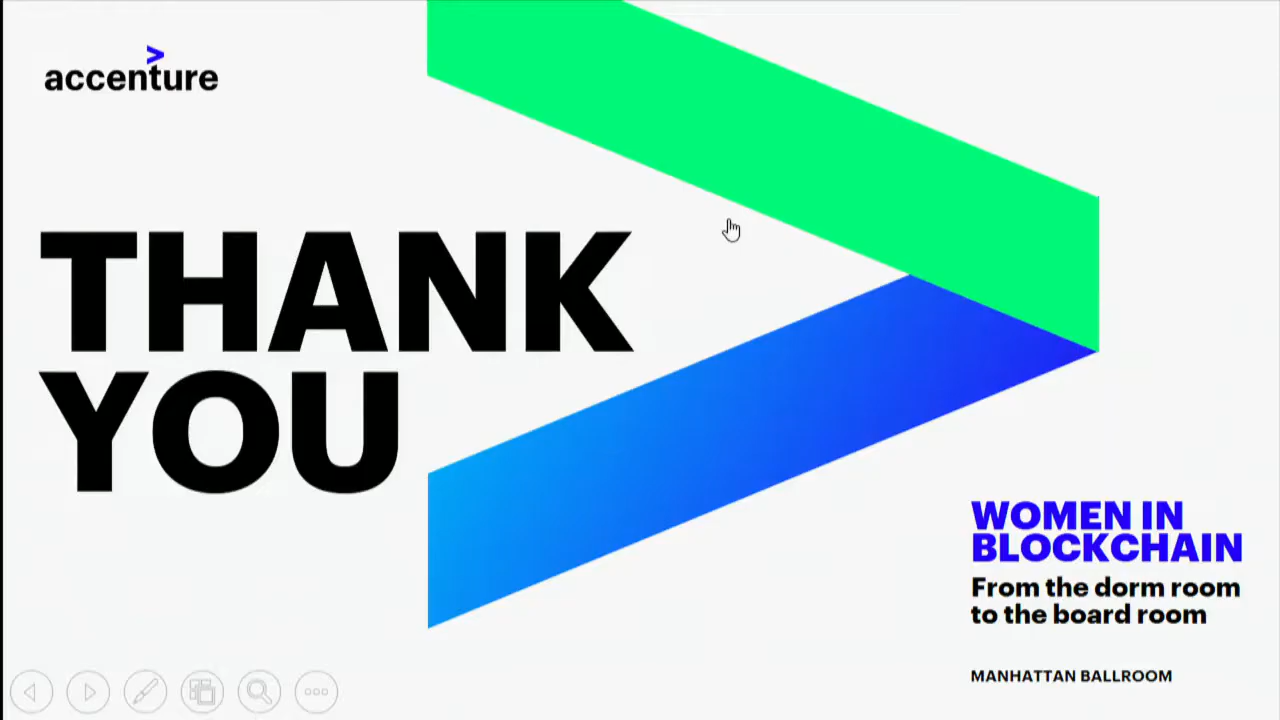 accenture
THANK
YOU
WOMEN IN
BLOCKCHAIN
From the dorm room
to the board room
MANHATTAN BALLROOM